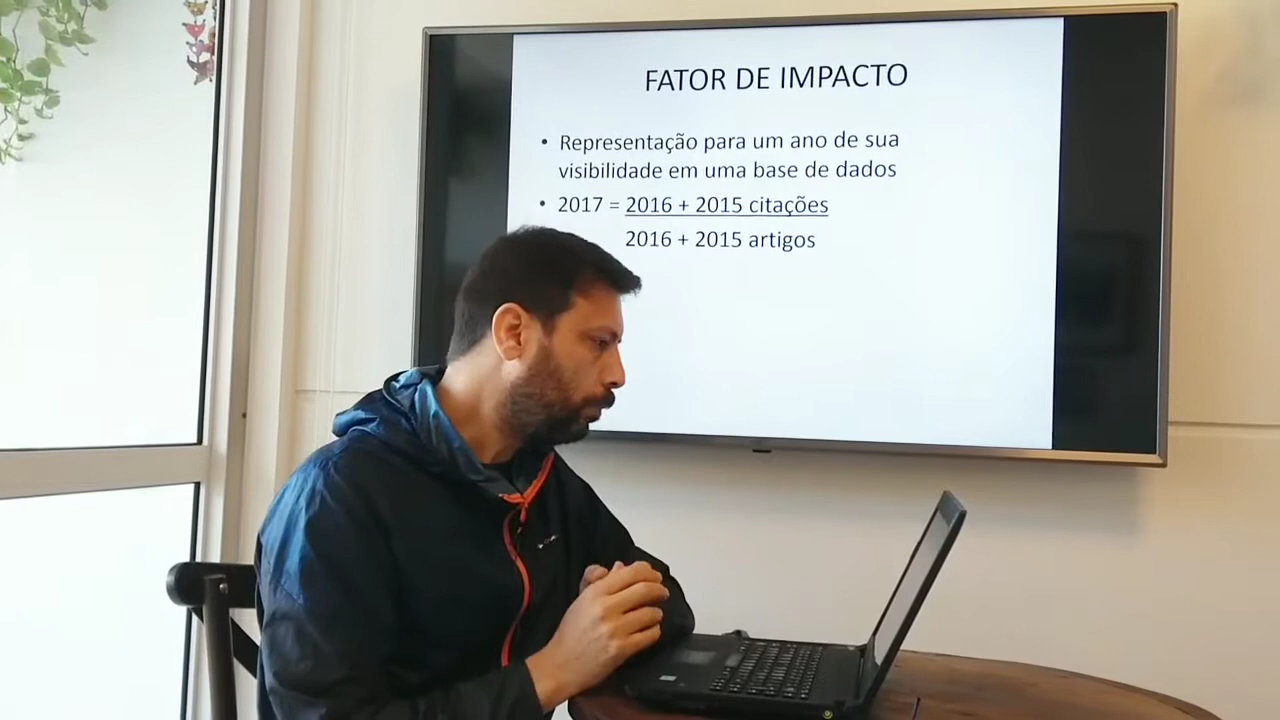 FATOR DE IMPACTO
• Representação para um ano de sua
visibilidade em uma base de dados
• 2017 = 2016 + 2015 citações
2016 + 2015 artigos